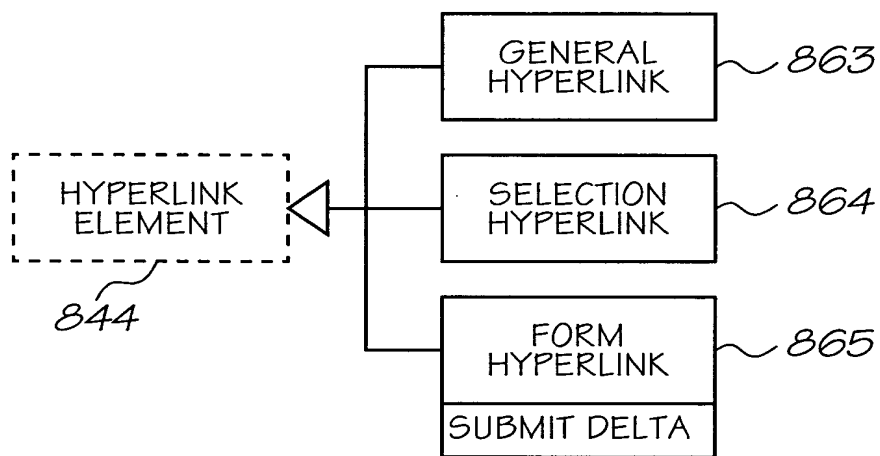 GENERAL
HYPERLINK
863
HYPERLINK
ELEMENT
844
SELECTION
HYPERLINK
864
FORM
HYPERLINK
865
SUBMIT DELTA